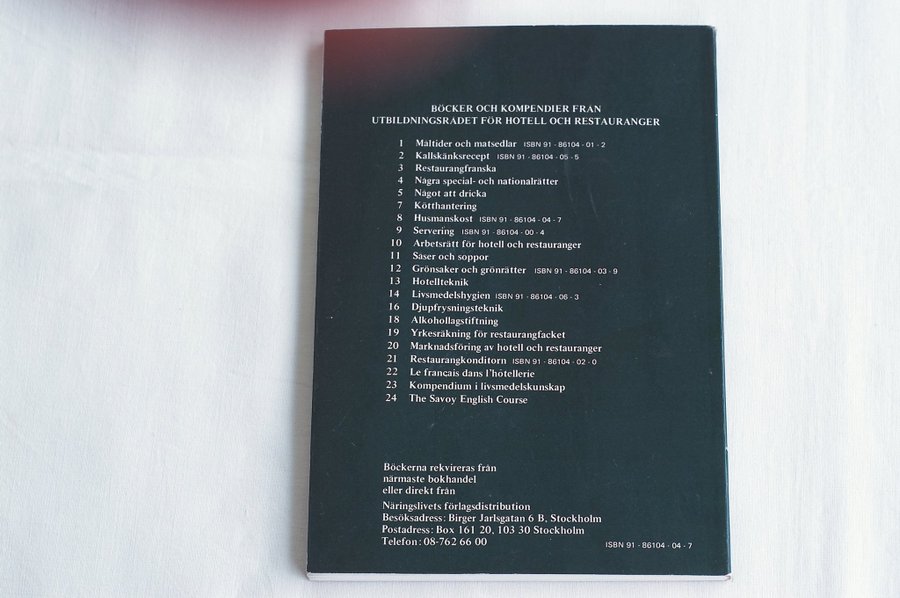 BÖCKER OCH KOMPENDIER FRÅN
UTBILDNINGSRÅDET FÖR HOTELL OCH RESTAURANGER
1 Måltider och matsedlar ISBN 91 - 86104 - 01 - 2
2 Kallskänksrecept ISBN 91 - 86104 - 05 - 5
3 Restaurangfranska
4 Några special- och nationalrätter
5 Något att dricka
7 Kötthantering
8 Husmanskost ISBN 91 - 86104 - 04 - 7
9 Servering ISBN 91 - 86104 - 00 - 4
10 Arbetsrätt för hotell och restauranger
11 Såser och soppor
12 Grönsaker och grönrätter ISBN 91 - 86104 - 03 - 9
13 Hotellteknik
14 Livsmedelshygien ISBN 91 - 86104 - 06 - 3
16 Djupfrysningsteknik
18 Alkohollagstiftning
19 Yrkesräkning för restaurangfacket
20 Marknadsföring av hotell och restauranger
21 Restaurangkonditorn ISBN 91 - 86104 - 02 - 0
22 Le français dans l'hôtellerie
23 Kompendium i livsmedelskunskap
24 The Savoy English Course
Böckerna rekvireras från
närmaste bokhandel
eller direkt från
Näringslivets förlagsdistribution
Besöksadress: Birger Jarlsgatan 6 B, Stockholm
Postadress: Box 161 20, 103 30 Stockholm
Telefon: 08-762 66 00
ISBN 91 - 86104 - 04 - 7